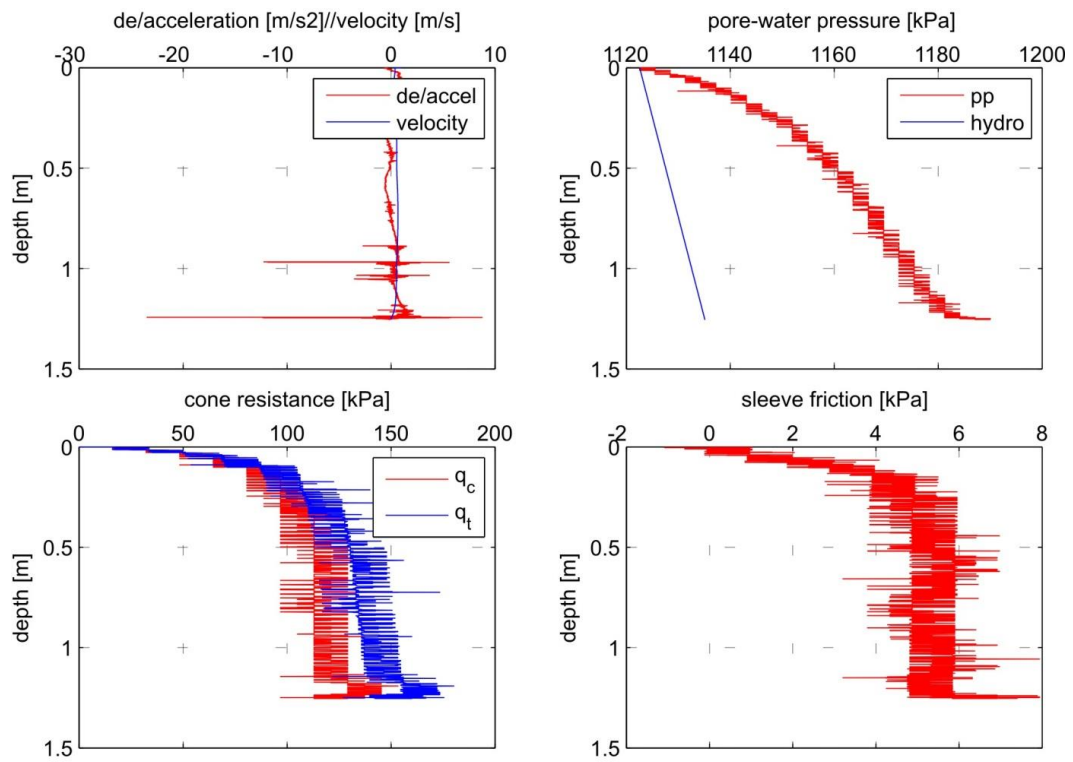 de/acceleration [m/s2]//velocity [m/s]
-30 -20 -10 0 10
0
0.5
1
1.5
depth [m]
de/accel
velocity
pore-water pressure [kPa]
1120 1140 1160 1180 1200
0
0.5
1
1.5
depth [m]
pp
hydro
cone resistance [kPa]
0 50 100 150 200
0
0.5
1
1.5
depth [m]
q_c
q_t
sleeve friction [kPa]
-2 0 2 4 6 8
0
0.5
1
1.5
depth [m]